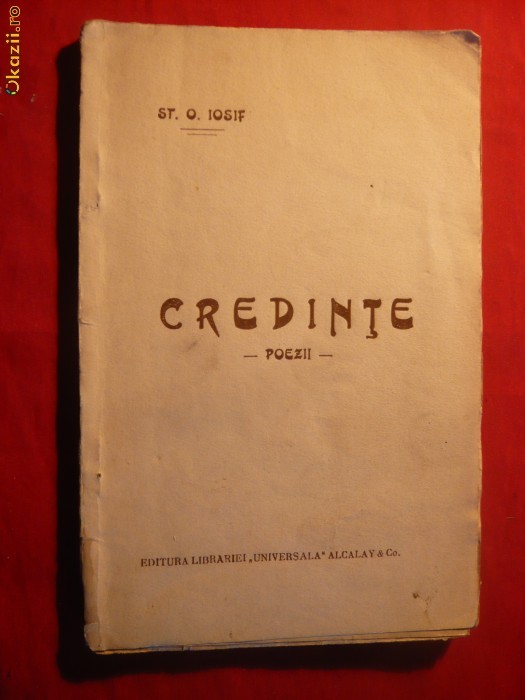 Okazii.ro
ST. O. IOSIF
CREDINŢE
— POEZII —
EDITURA LIBRARIEI „UNIVERSALA" ALCALAY & Co.